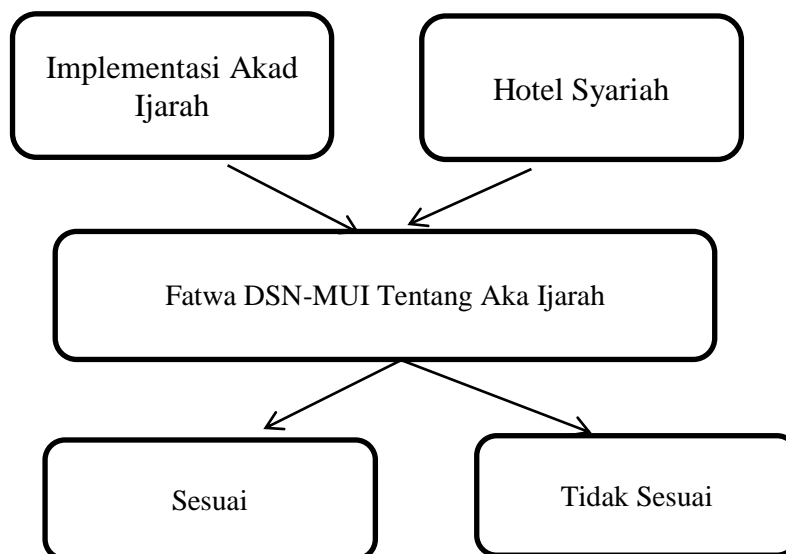 Implementasi Akad
Ijarah
Hotel Syariah
Fatwa DSN-MUI Tentang Aka Ijarah
Sesuai
Tidak Sesuai